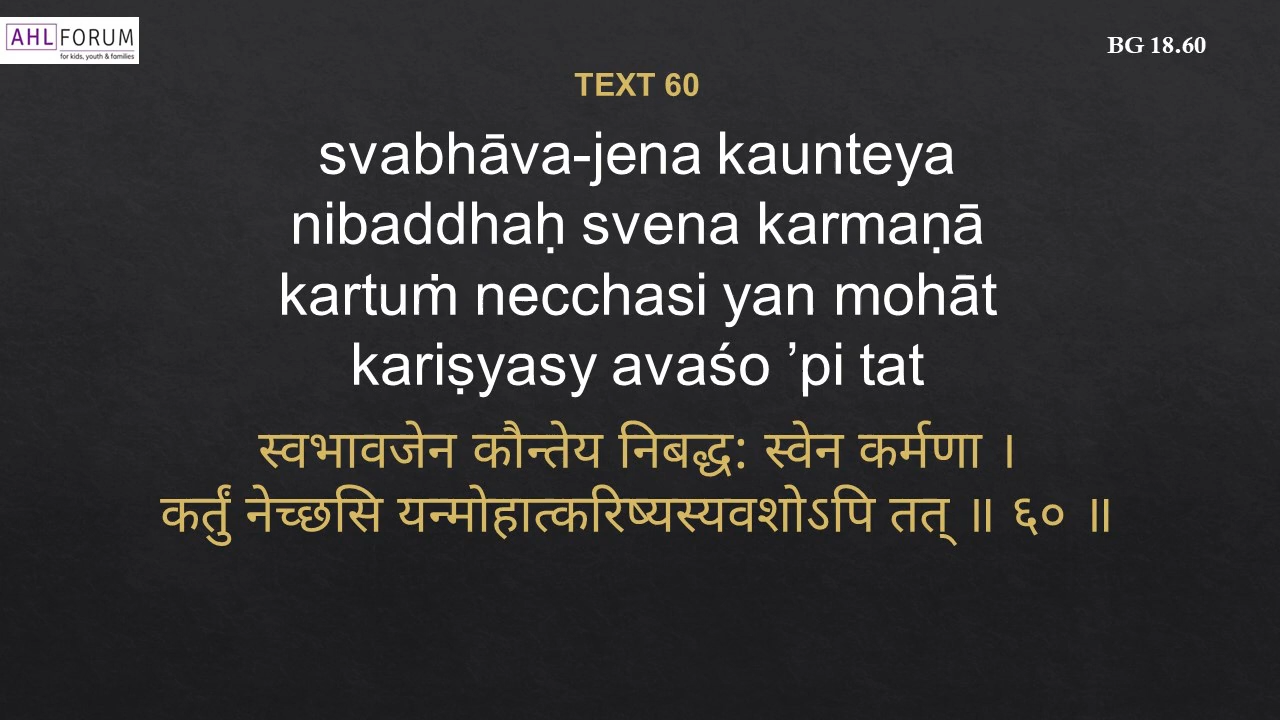 AHL FORUM
for kids, youth & families
BG 18.60
TEXT 60
svabhāva-jena kaunteya
nibaddhaḥ svena karmaṇā
kartuṁ necchasi yan mohāt
kariṣyasy avaśo ’pi tat
स्वभावजेन कौन्तेय निबद्ध: स्वेन कर्मणा ।
कर्तुं नेच्छसि यन्मोहात्करिष्यस्यवशोऽपि तत् ॥ ६० ॥